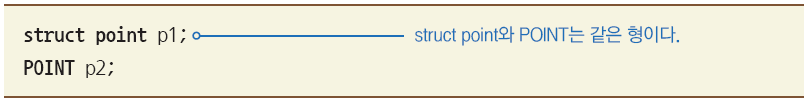 struct point p1; struct point와 POINT는 같은 형이다.
POINT p2;